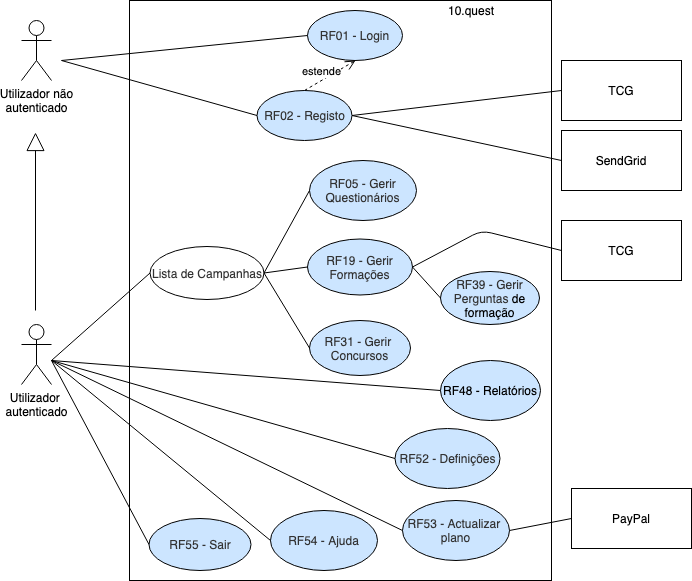 10.quest
RF01 - Login
estende
Utilizador não
autenticado
RF02 - Registo
TCG
SendGrid
RF05 - Gerir
Questionários
Lista de Campanhas
RF19 - Gerir
Formações
TCG
RF39 - Gerir
Perguntas de
formação
RF31 - Gerir
Concursos
Utilizador
autenticado
RF48 - Relatórios
RF52 - Definições
RF53 - Actualizar
plano
PayPal
RF54 - Ajuda
RF55 - Sair